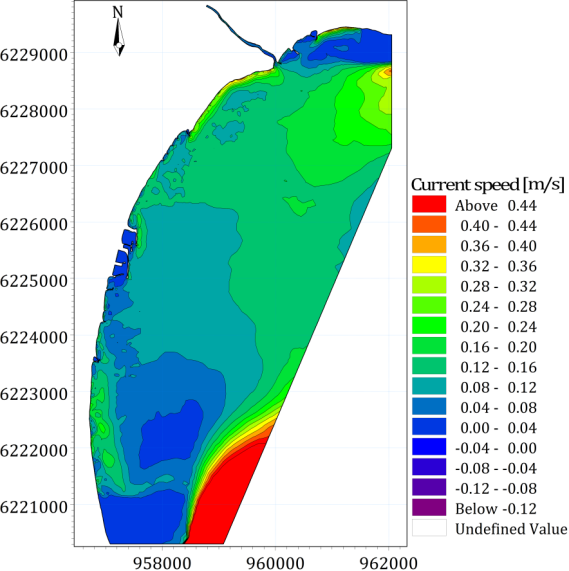 N
6229000
6228000
6227000
6226000
6225000
6224000
6223000
6222000
6221000
958000 960000 962000
Current speed [m/s]
Above 0.44
0.40 - 0.44
0.36 - 0.40
0.32 - 0.36
0.28 - 0.32
0.24 - 0.28
0.20 - 0.24
0.16 - 0.20
0.12 - 0.16
0.08 - 0.12
0.04 - 0.08
0.00 - 0.04
-0.04 - 0.00
-0.08 - -0.04
-0.12 - -0.08
Below -0.12
Undefined Value